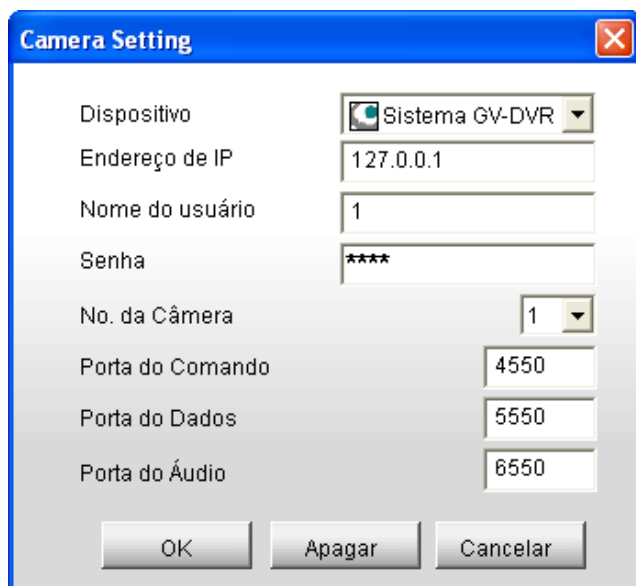 Camera Setting
Dispositivo Sistema GV-DVR
Endereço de IP 127.0.0.1
Nome do usuário 1
Senha ****
No. da Câmera 1
Porta do Comando 4550
Porta do Dados 5550
Porta do Áudio 6550
OK Apagar Cancelar